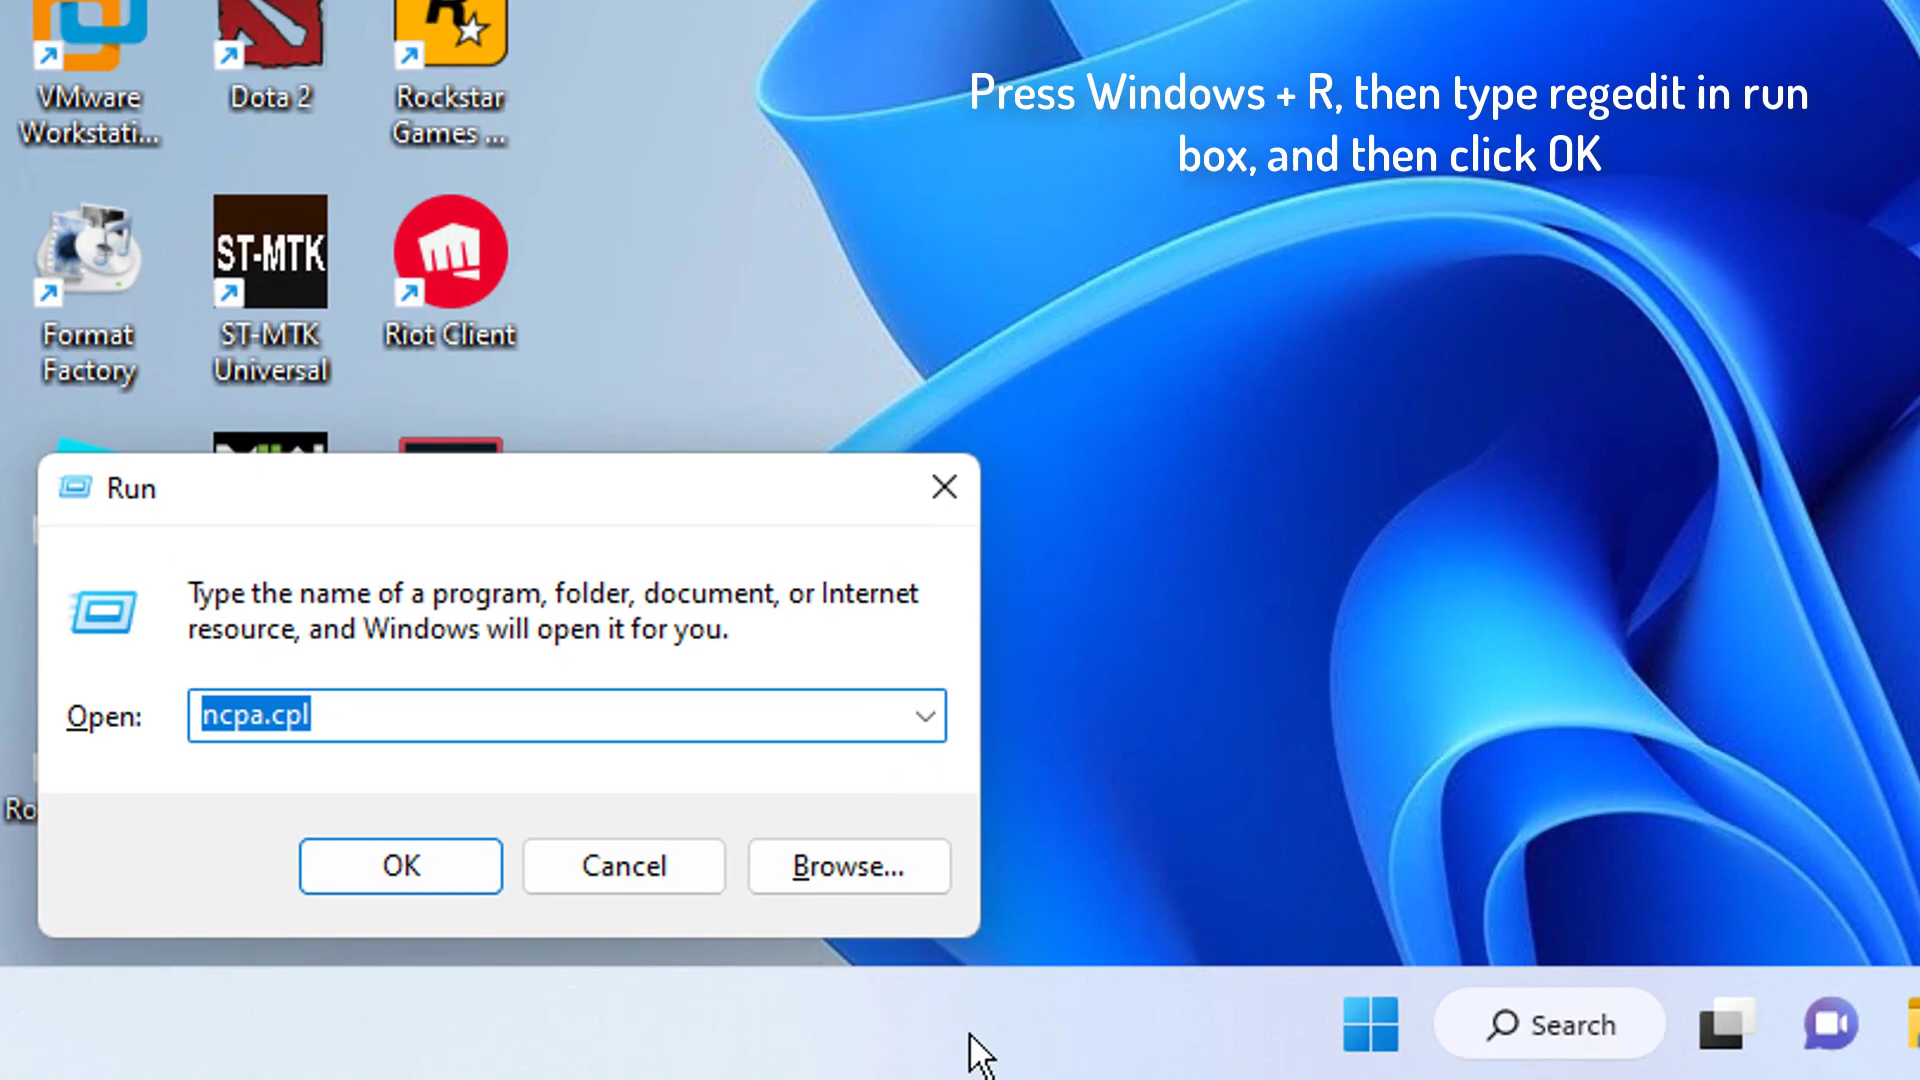 Press Windows + R, then type regedit in run
box, and then click OK
VMware
Workstati...
Dota 2
Rockstar
Games ...
R
ST-MTK
Format
Factory
ST-MTK
Universal
Riot Client
Run
Type the name of a program, folder, document, or Internet
resource, and Windows will open it for you.
Open:
ncpa.cpl
Ro
OK
Cancel
Browse...
Search